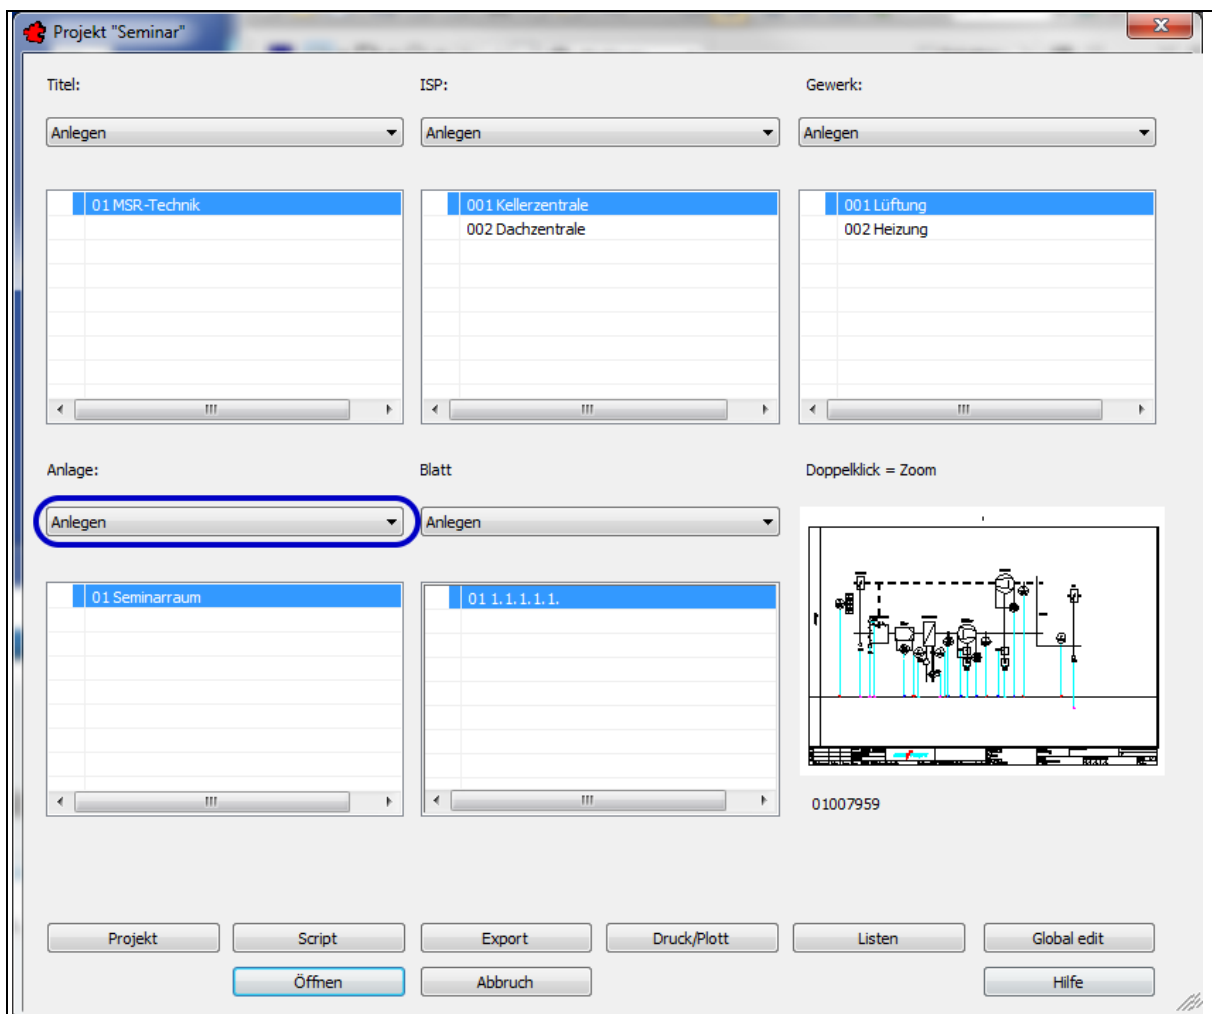 Projekt "Seminar"
Titel:
ISP:
Gewerk:
Anlegen
Anlegen
Anlegen
01 MSR-Technik
001 Kellerzentrale
002 Dachzentrale
001 Lüftung
002 Heizung
Anlage:
Blatt
Doppelklick = Zoom
Anlegen
Anlegen
01 Seminarraum
01 1.1.1.1.1.
01007959
Projekt
Script
Export
Druck/Plott
Listen
Global edit
Öffnen
Abbruch
Hilfe